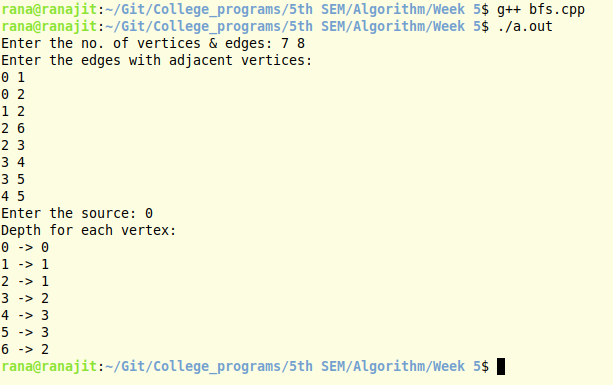 rana@ranajit:~/Git/College_programs/5th SEM/Algorithm/Week 5$ g++ bfs.cpp
rana@ranajit:~/Git/College_programs/5th SEM/Algorithm/Week 5$ ./a.out
Enter the no. of vertices & edges: 7 8
Enter the edges with adjacent vertices:
0 1
0 2
1 2
2 6
2 3
3 4
3 5
4 5
Enter the source: 0
Depth for each vertex:
0 -> 0
1 -> 1
2 -> 1
3 -> 2
4 -> 3
5 -> 3
6 -> 2
rana@ranajit:~/Git/College_programs/5th SEM/Algorithm/Week 5$